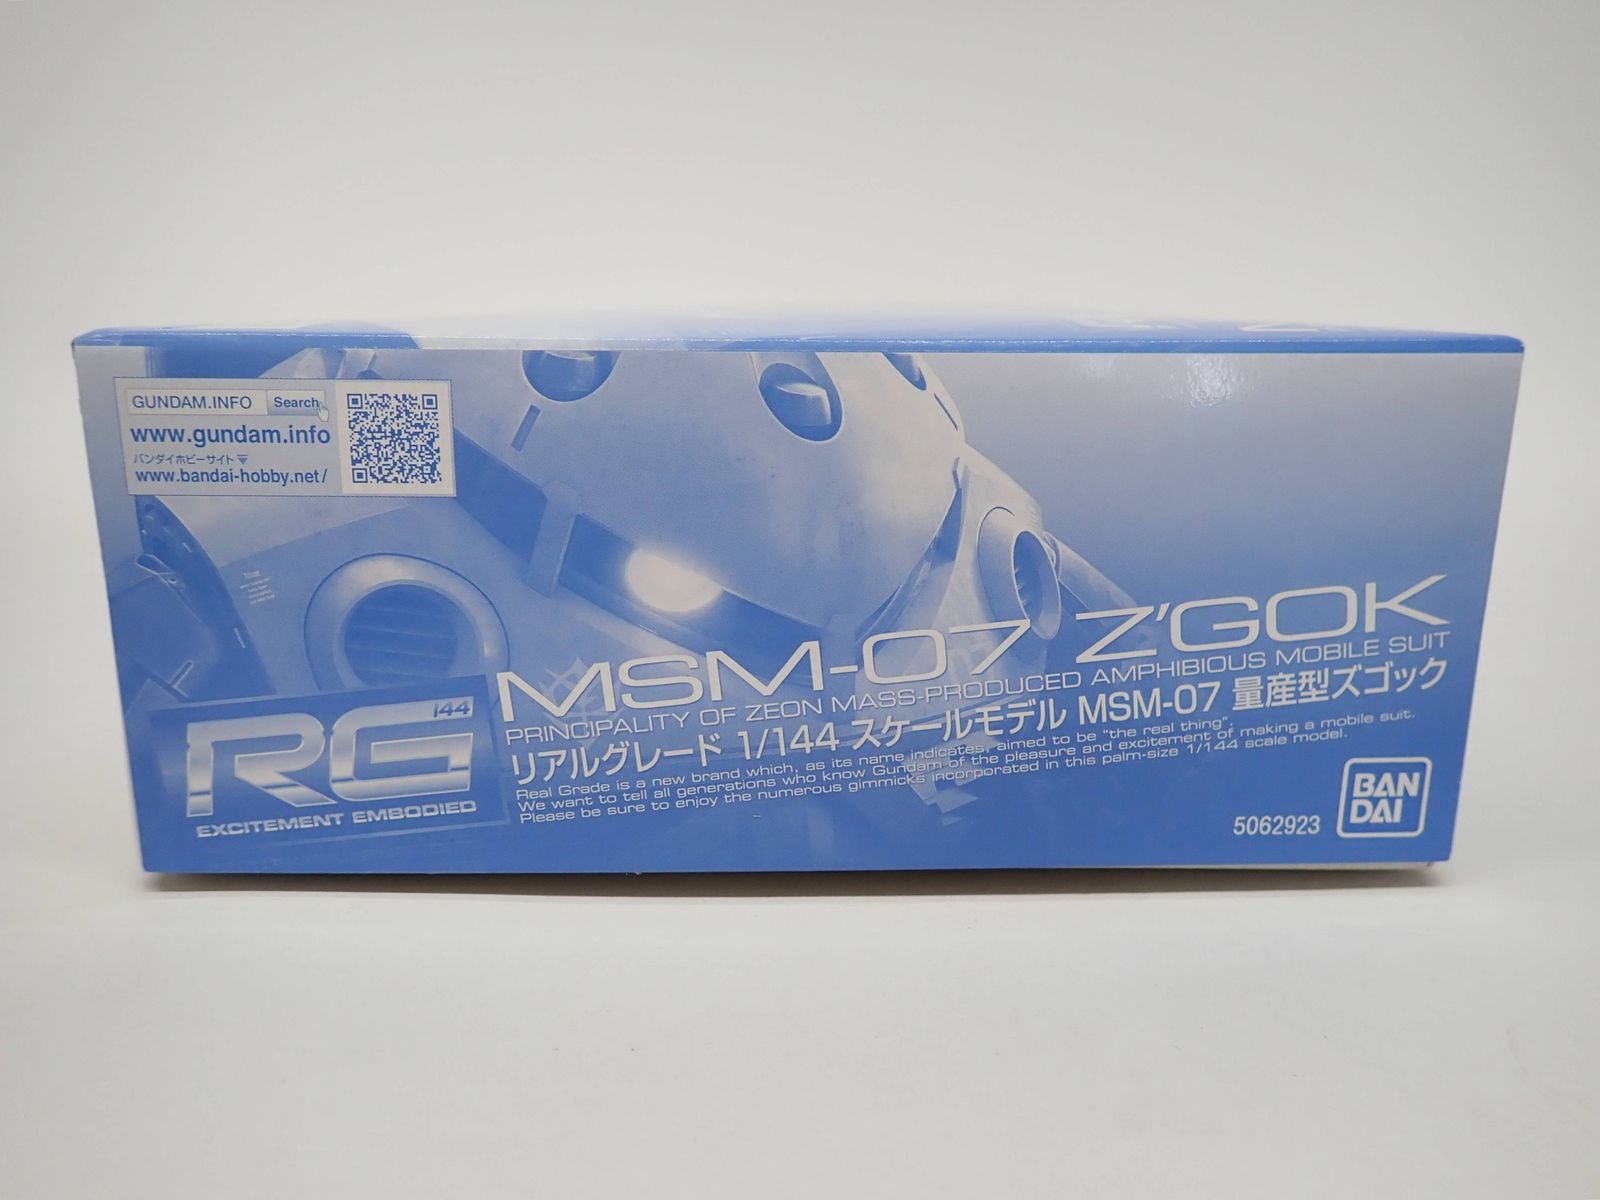 GUNDAM.INFO Search
www.gundam.info
バンダイホビーサイト
www.bandai-hobby.net/
MSM-07 Z'GOK
PRINCIPALITY OF ZEON MASS-PRODUCED AMPHIBIOUS MOBILE SUIT
リアルグレード 1/144 スケールモデル MSM-07 量産型ズゴック
Real Grade is a new brand which, as its name indicates, aimed to be "the real thing".
We want to tell all generations who know Gundam of the pleasure and excitement of making a mobile suit.
Please be sure to enjoy the numerous gimmicks incorporated in this palm-size 1/144 scale model.
144
RG
EXCITEMENT EMBODIED
5062923
BAN
DAI